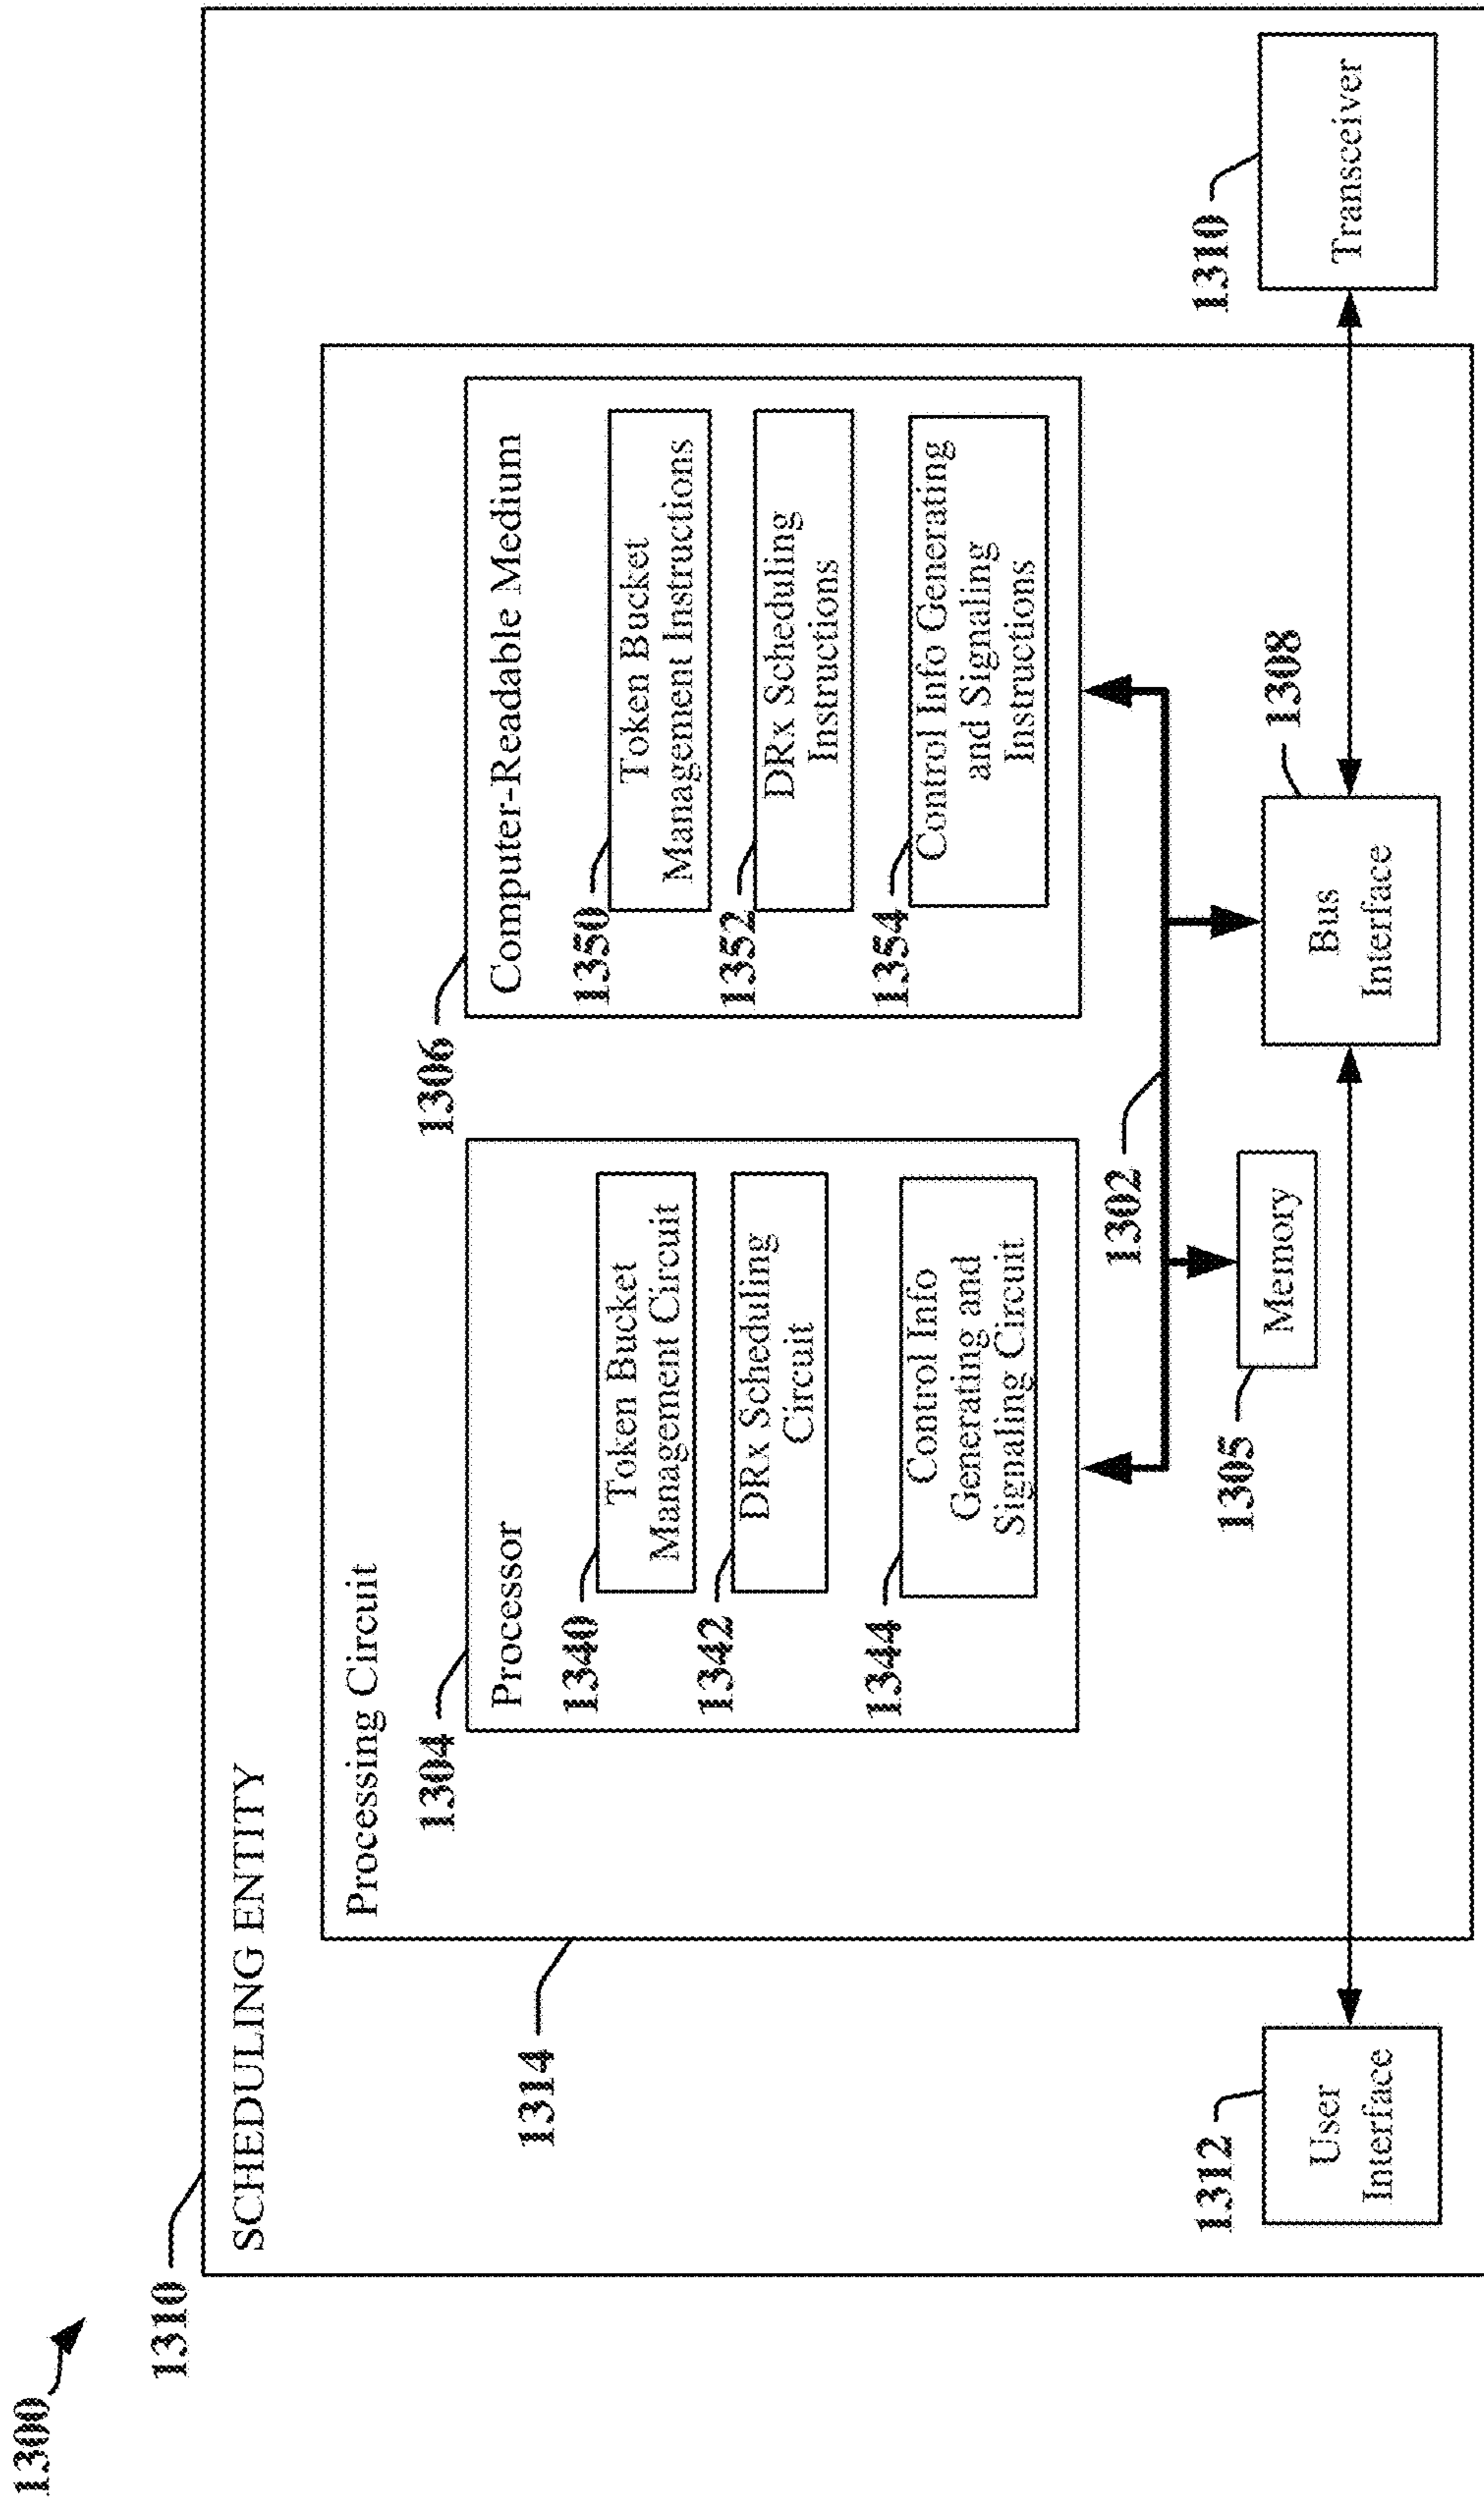 1300
1310
SCHEDULING ENTITY
1314
Processing Circuit
1304
Processor
1340
Token Bucket
Management Circuit
1342
DRx Scheduling
Circuit
1344
Control Info
Generating and
Signaling Circuit
1306
Computer-Readable Medium
1350
Token Bucket
Management Instructions
1352
DRx Scheduling
Instructions
1354
Control Info Generating
and Signaling
Instructions
1302
1312
User
Interface
1305
Memory
1308
Bus
Interface
1310
Transceiver